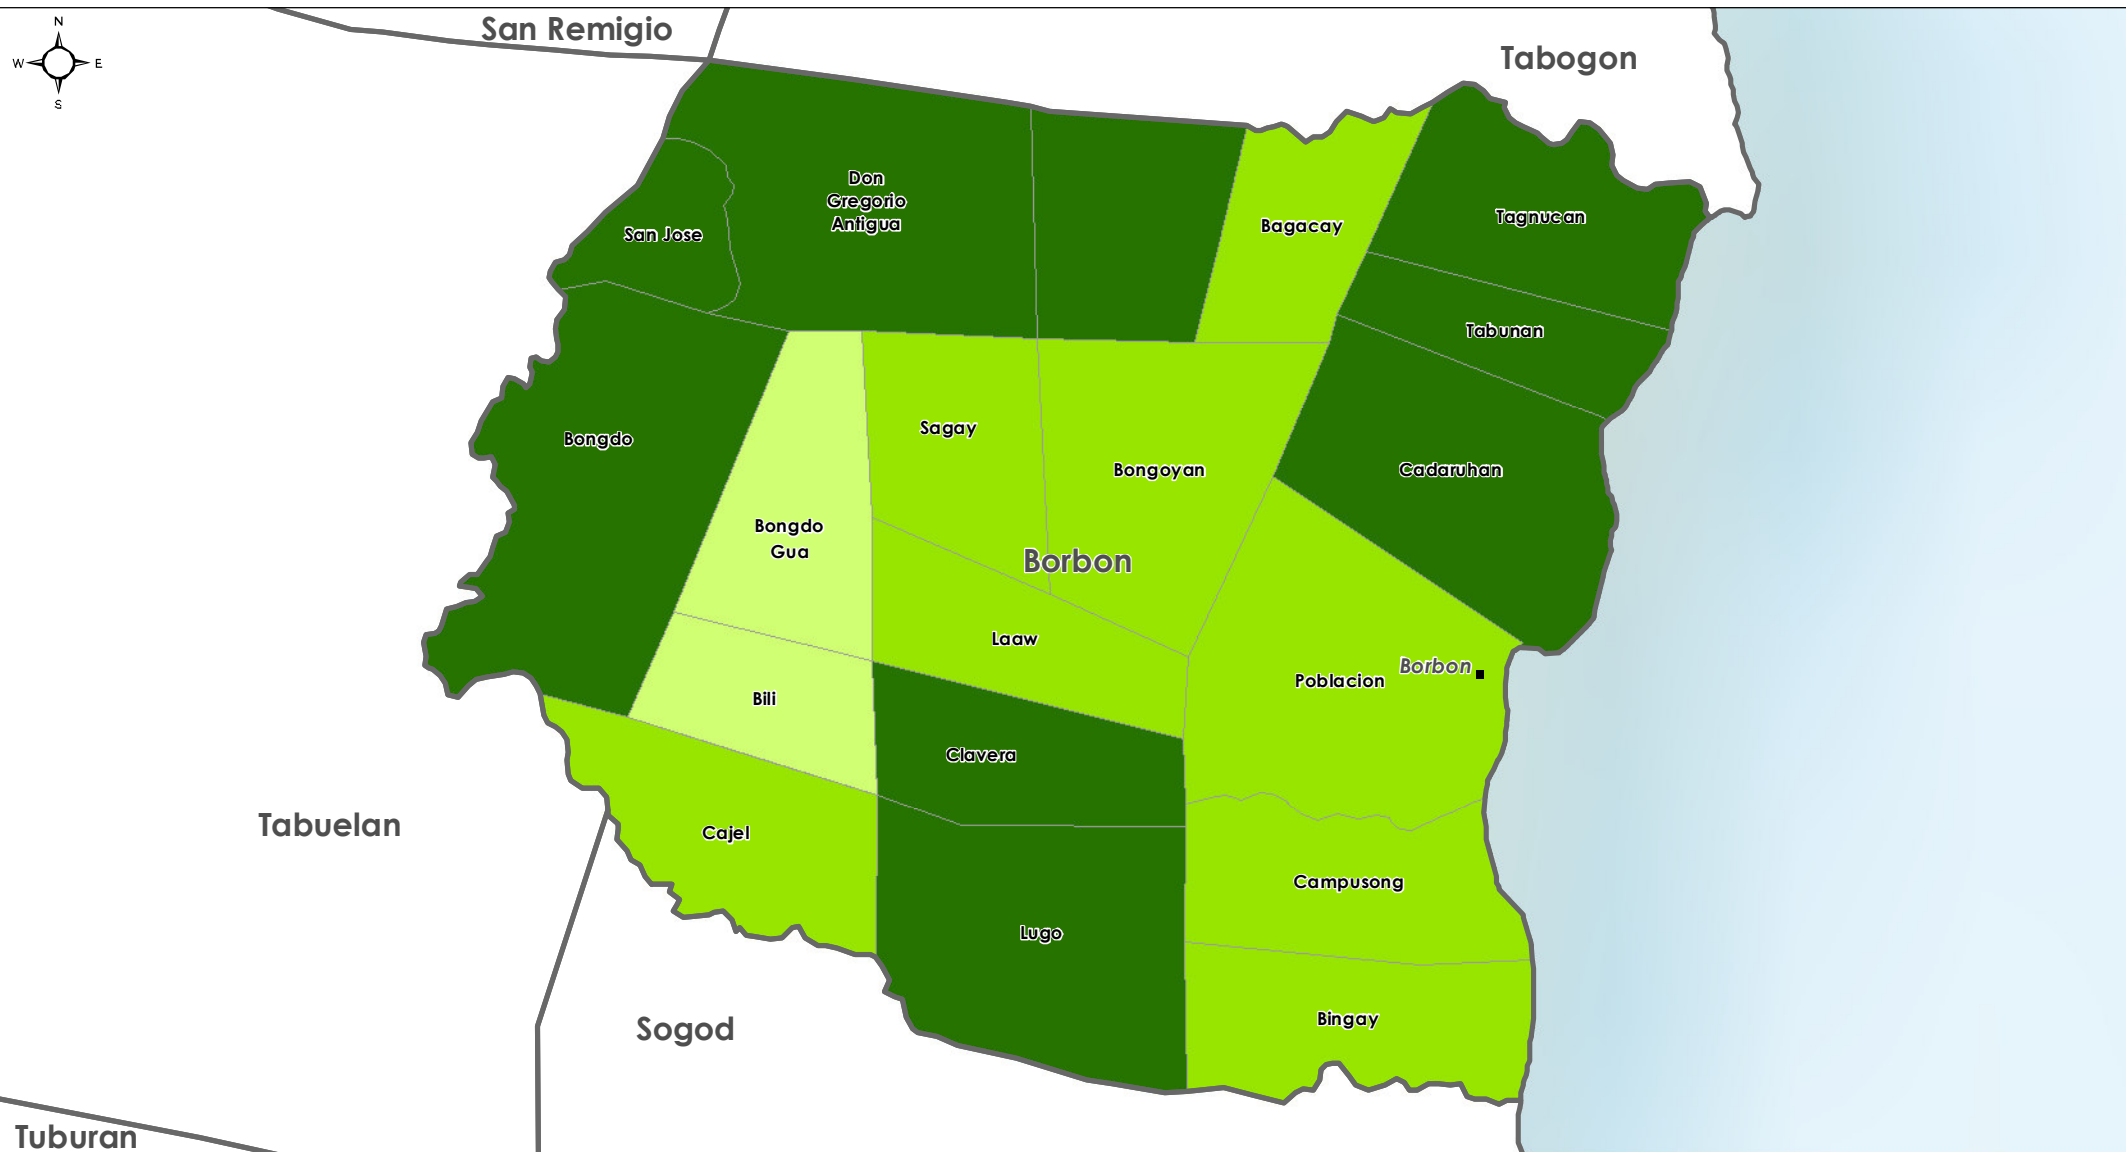 San Remigio
N
W E
S
Tabogon
Don
Gregorio
Antigua
San Jose
Bagacay
Tagnucan
Tabunan
Bongdo
Sagay
Bongoyan
Cadaruhan
Bongdo
Gua
Borbon
Laaw
Borbon
Poblacion
Bili
Clavera
Tabuelan
Cajel
Campusong
Lugo
Sogod
Bingay
Tuburan